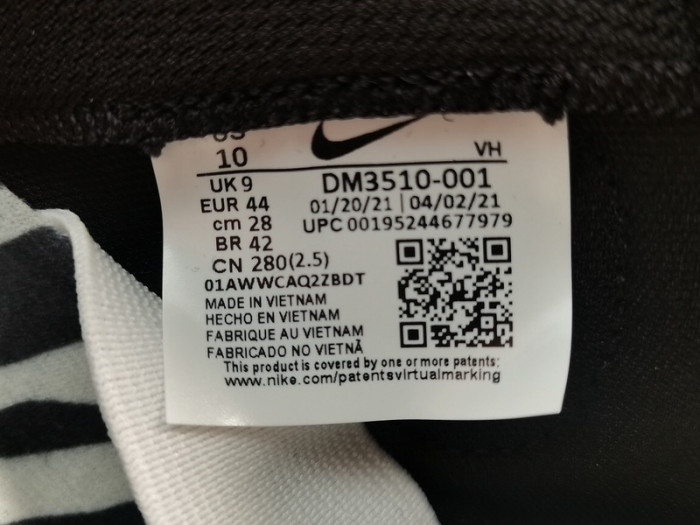 US
10
VH
UK 9
DM3510-001
EUR 44
01/20/21 | 04/02/21
cm 28
UPC 00195244677979
BR 42
CN 280(2.5)
01AWWCAQ2ZBDT
MADE IN VIETNAM
HECHO EN VIETNAM
FABRIQUE AU VIETNAM
FABRICADO NO VIETNÃ
This product is covered by one or more patents:
www.nike.com/patentsvirtualmarking